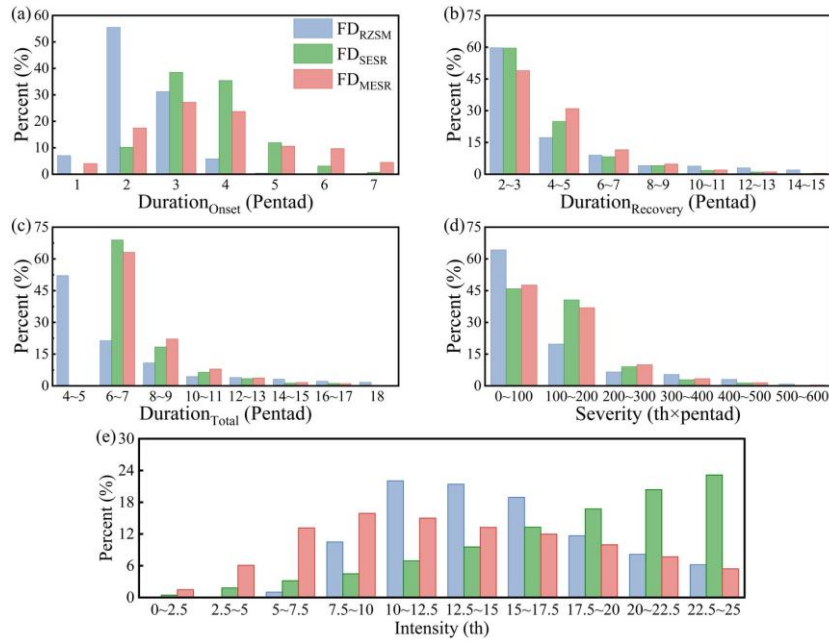 (a)
FD_RZSM
FD_SESR
FD_MESR
60
50
40
30
20
10
0
Percent (%)
1 2 3 4 5 6 7
Duration_Onset (Pentad)
(b)
75
60
45
30
15
0
Percent (%)
2~3 4~5 6~7 8~9 10~11 12~13 14~15
Duration_Recovery (Pentad)
(c)
75
60
45
30
15
0
Percent (%)
4~5 6~7 8~9 10~11 12~13 14~15 16~17 18
Duration_Total (Pentad)
(d)
75
60
45
30
15
0
Percent (%)
0~100 100~200 200~300 300~400 400~500 500~600
Severity (th×pentad)
(e)
30
24
18
12
6
0
Percent (%)
0~2.5 2.5~5 5~7.5 7.5~10 10~12.5 12.5~15 15~17.5 17.5~20 20~22.5 22.5~25
Intensity (th)